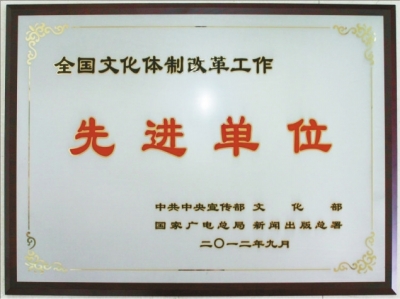 全国文化体制改革工作
先进单位
中共中央宣传部 文化部
国家广电总局 新闻出版总署
二〇一二年九月